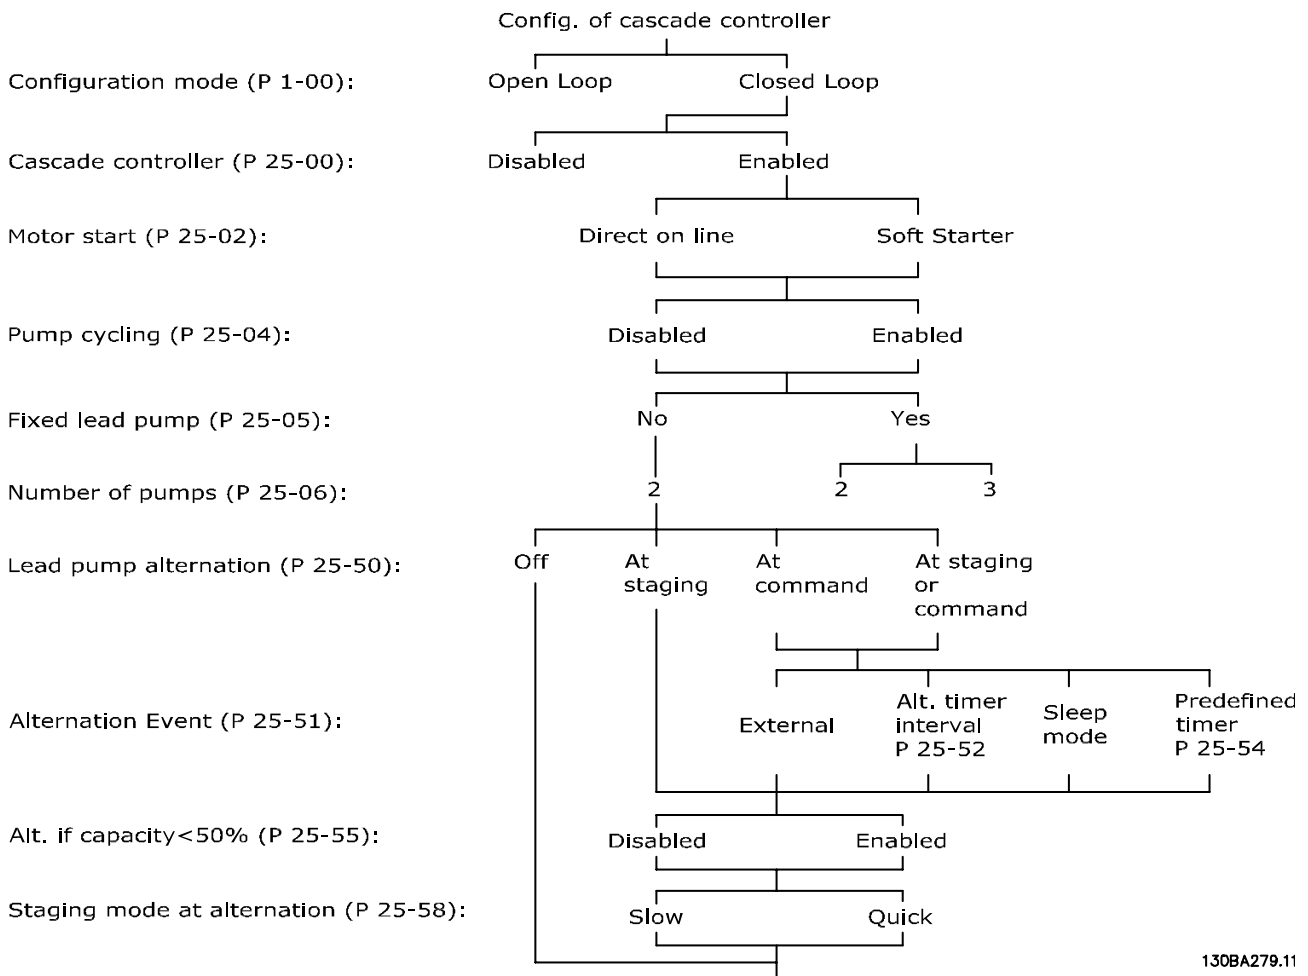 Config. of cascade controller
Configuration mode (P 1-00):
Open Loop
Closed Loop
Cascade controller (P 25-00):
Disabled
Enabled
Motor start (P 25-02):
Direct on line
Soft Starter
Pump cycling (P 25-04):
Disabled
Enabled
Fixed lead pump (P 25-05):
No
Yes
Number of pumps (P 25-06):
2
2
3
Lead pump alternation (P 25-50):
Off
At
staging
At
command
At staging
or
command
Alternation Event (P 25-51):
External
Alt. timer
interval
P 25-52
Sleep
mode
Predefined
timer
P 25-54
Alt. if capacity<50% (P 25-55):
Disabled
Enabled
Staging mode at alternation (P 25-58):
Slow
Quick
130BA279.11